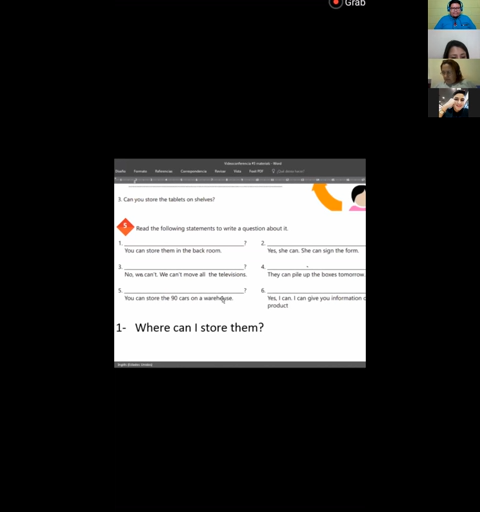 Grab
Videoconferencia #3 materiales - Word
Diseño Formato Referencias Correspondencia Revisar Vista Foxit PDF ¿Qué desea hacer?
3. Can you store the tablets on shelves?
5 Read the following statements to write a question about it.
1. ? 2.
You can store them in the back room. Yes, she can. She can sign the form.
3. ? 4.
No, we can't. We can't move all the televisions. They can pile up the boxes tomorrow.
5. ? 6.
You can store the 90 cars on a warehouse. Yes, I can. I can give you information
product
1- Where can I store them?